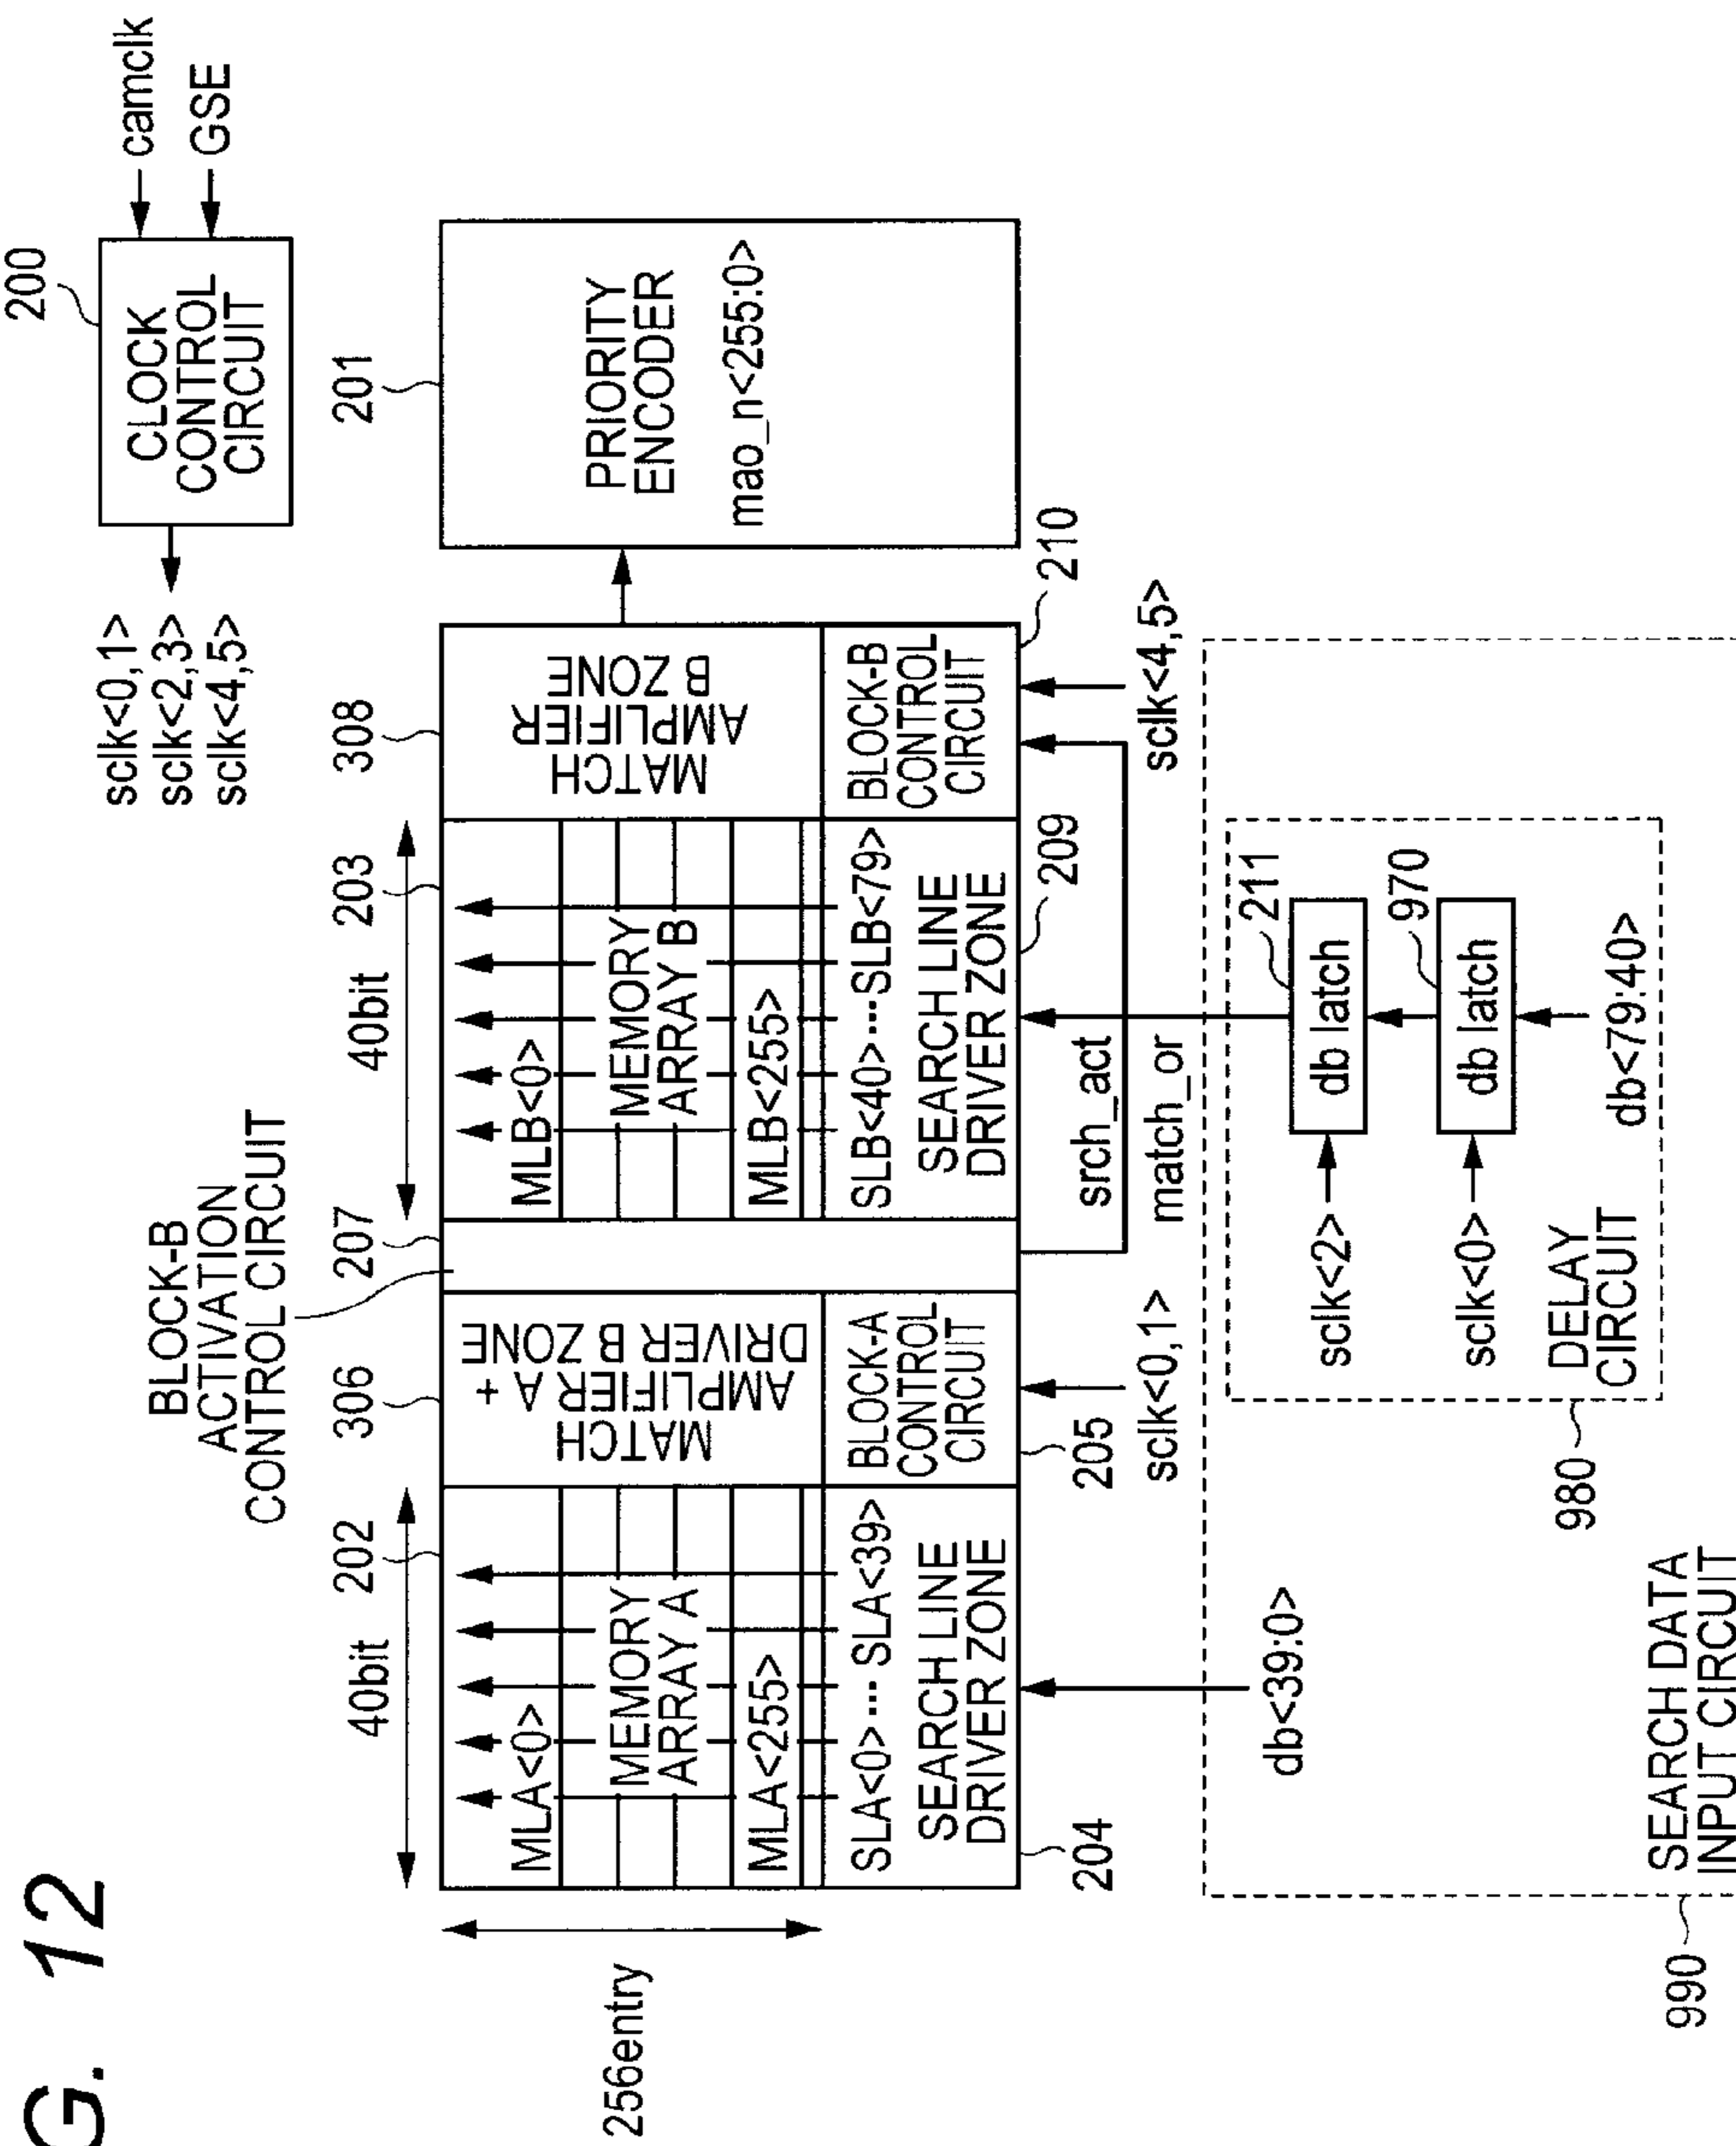 G. 12
200
CLOCK
CONTROL
CIRCUIT
camclk
GSE
sclk<0,1>
sclk<2,3>
sclk<4,5>
BLOCK-B
ACTIVATION
CONTROL CIRCUIT
256entry
40bit
202
306
207
40bit
203
308
201
MLA<0>
MEMORY
ARRAY A
MLA<255>
SLA<0>... SLA<39>
SEARCH LINE
DRIVER ZONE
204
MATCH
AMPLIFIER A +
DRIVER B ZONE
BLOCK-A
CONTROL
CIRCUIT
205
sclk<0,1>
MLB<0>
MEMORY
ARRAY B
MLB<255>
SLB<40>...SLB<79>
SEARCH LINE
DRIVER ZONE
209
MATCH
AMPLIFIER
B ZONE
BLOCK-B
CONTROL
CIRCUIT
210
sclk<4,5>
PRIORITY
ENCODER
mao_n<255:0>
srch_act
match_or
db<39:0>
211
db latch
sclk<2>
970
db latch
sclk<0>
db<79:40>
DELAY
CIRCUIT
980
SEARCH DATA
INPUT CIRCUIT
990